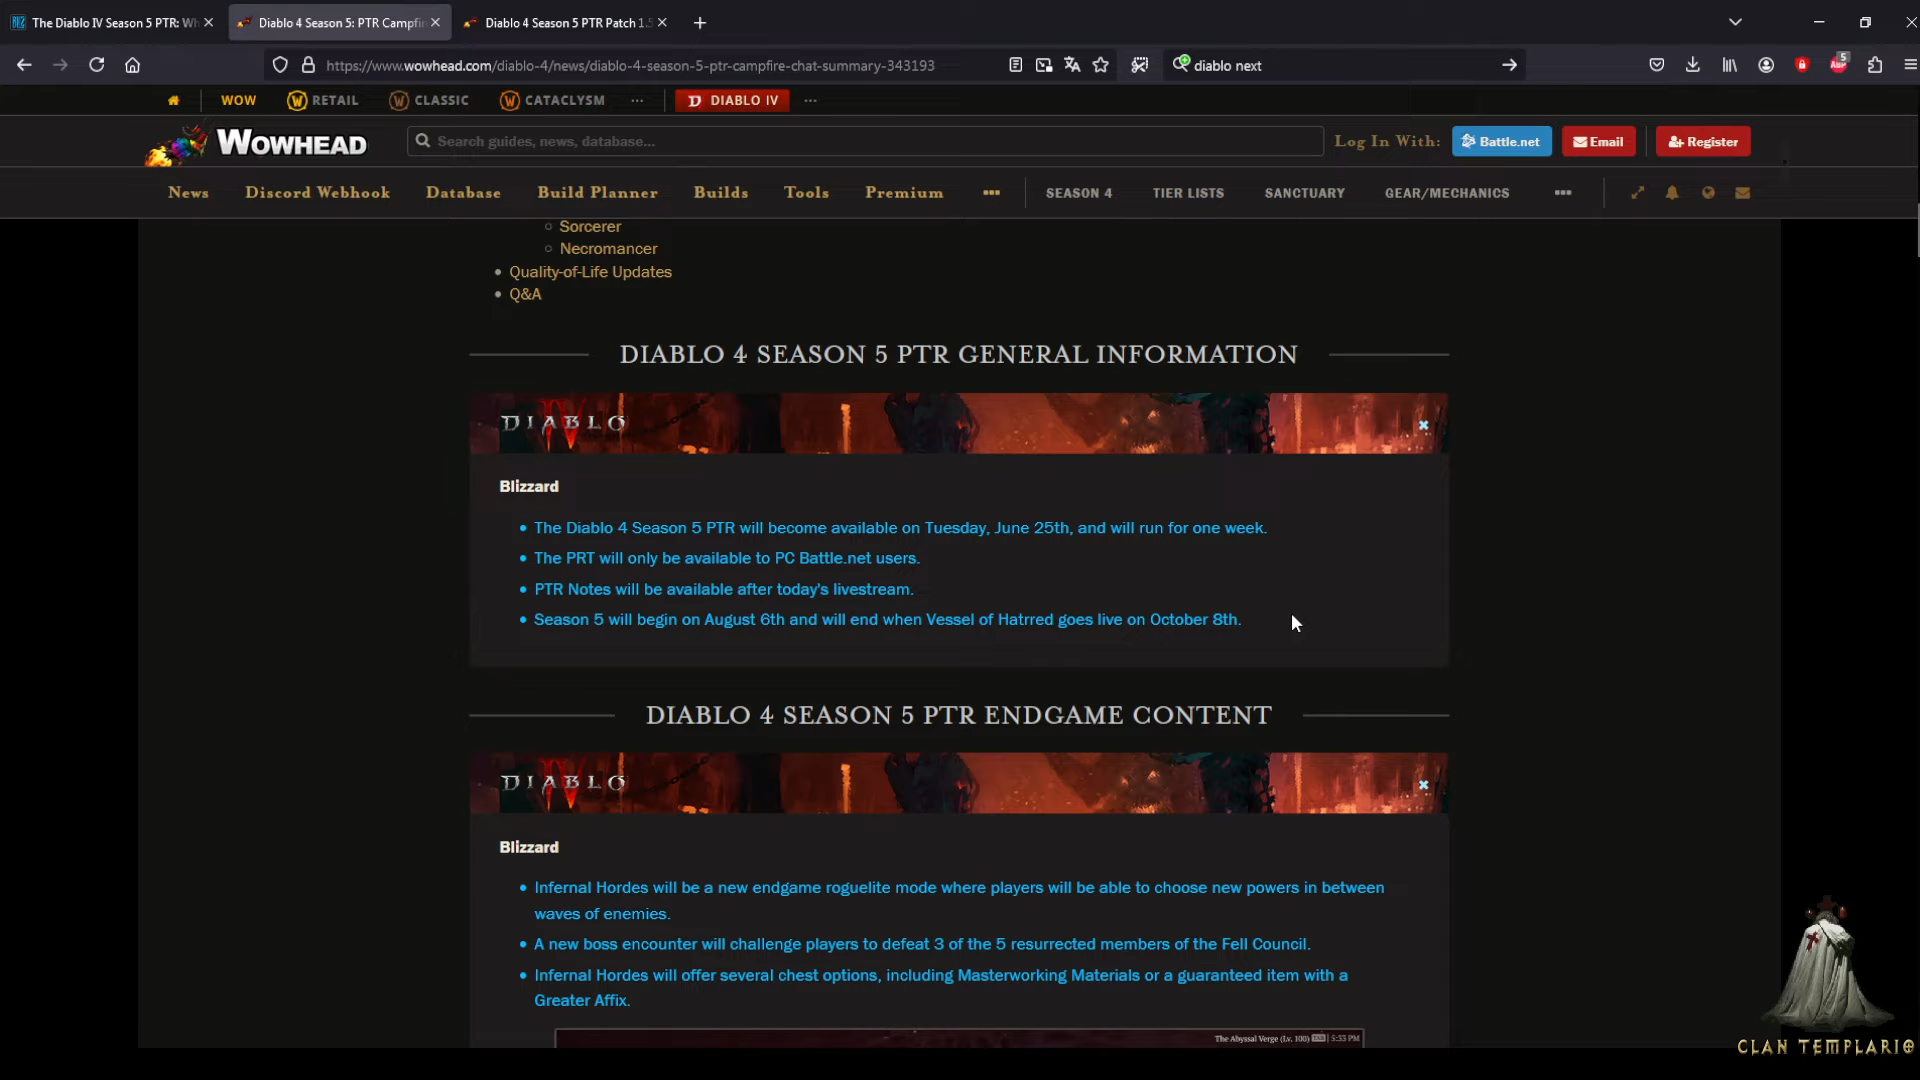 The Diablo IV Season 5 PTR: Wh
Diablo 4 Season 5: PTR Campfir
Diablo 4 Season 5 PTR Patch 1.5
https://www.wowhead.com/diablo-4/news/diablo-4-season-5-ptr-campfire-chat-summary-343193
diablo next
5
WOW
RETAIL
CLASSIC
CATACLYSM
DIABLO IV
WOWHEAD
Search guides, news, database...
Log In With:
Battle.net
Email
Register
News
Discord Webhook
Database
Build Planner
Builds
Tools
Premium
SEASON 4
TIER LISTS
SANCTUARY
GEAR/MECHANICS
Sorcerer
Necromancer
Quality-of-Life Updates
Q&A
DIABLO 4 SEASON 5 PTR GENERAL INFORMATION
DIABLO IV
Blizzard
The Diablo 4 Season 5 PTR will become available on Tuesday, June 25th, and will run for one week.
The PRT will only be available to PC Battle.net users.
PTR Notes will be available after today's livestream.
Season 5 will begin on August 6th and will end when Vessel of Hatrred goes live on October 8th.
DIABLO 4 SEASON 5 PTR ENDGAME CONTENT
DIABLO IV
Blizzard
Infernal Hordes will be a new endgame roguelite mode where players will be able to choose new powers in between
waves of enemies.
A new boss encounter will challenge players to defeat 3 of the 5 resurrected members of the Fell Council.
Infernal Hordes will offer several chest options, including Masterworking Materials or a guaranteed item with a
Greater Affix.
The Abyssal Verge (Lv. 100)
5:33 PM
CLAN TEMPLARIO